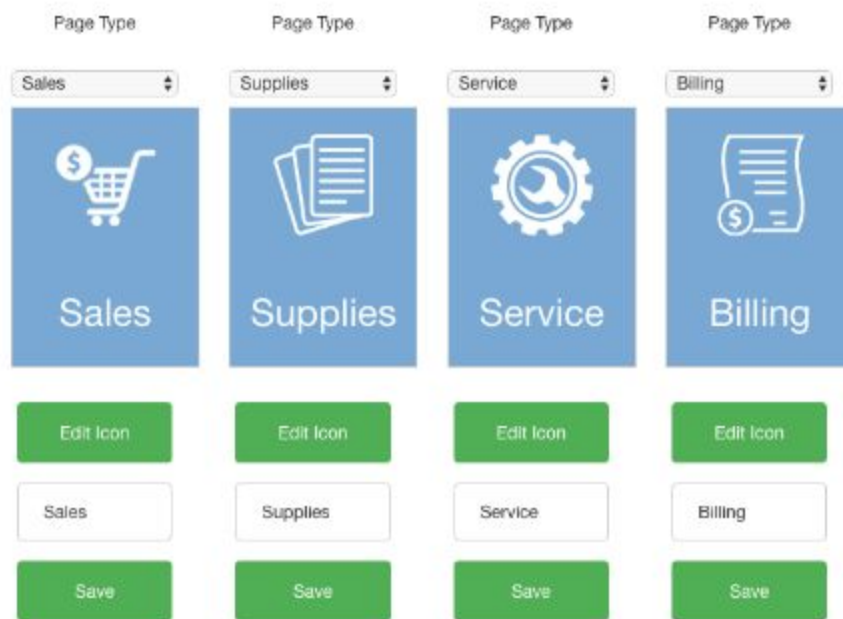 Page Type Page Type Page Type Page Type
Sales Supplies Service Billing
$ $
Sales Supplies Service Billing
Edit Icon Edit Icon Edit Icon Edit Icon
Sales Supplies Service Billing
Save Save Save Save